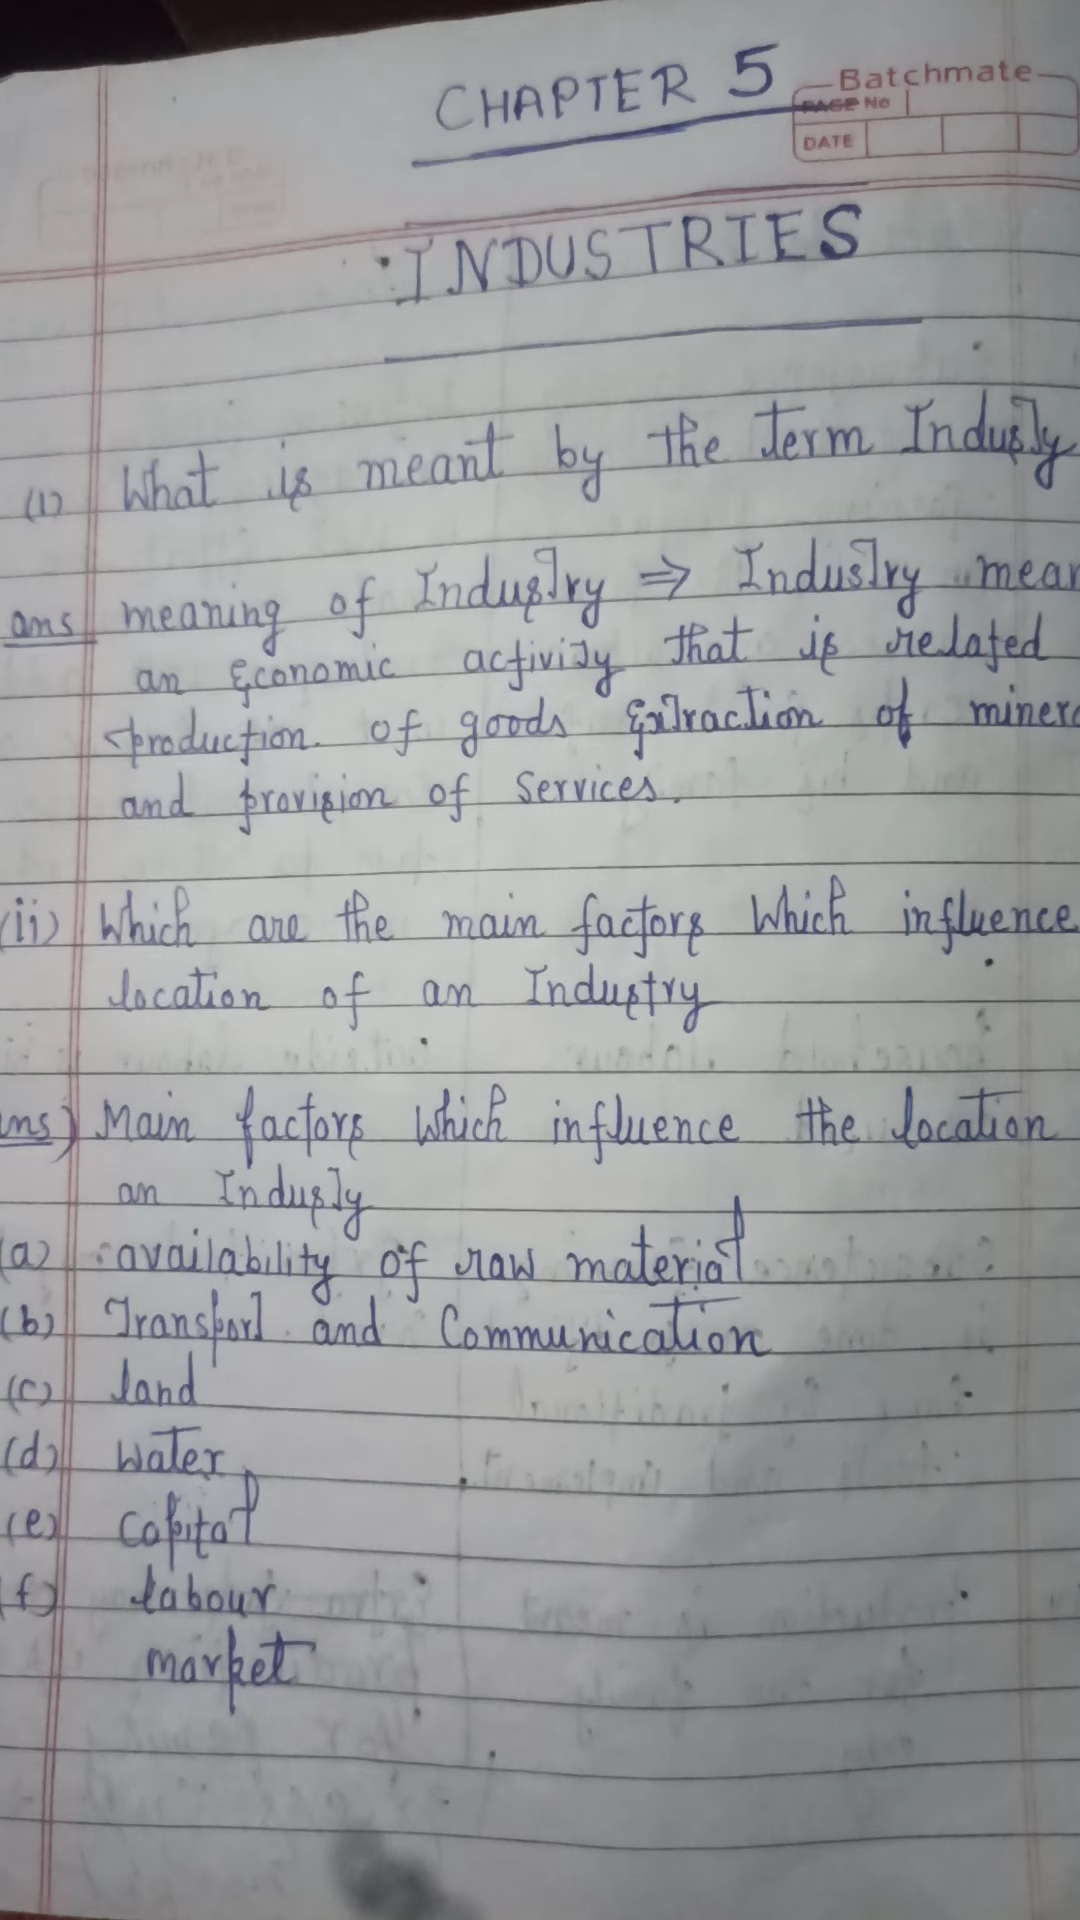 CHAPTER 5
Batchmate
PAGE No
DATE
INDUSTRIES
(i) What is meant by the term Industy
ans meaning of Industry ⇒ Industry mean
an Economic activity that is related
production of goods Extraction of minera
and provision of Services.
(ii) Which are the main factors Which influence
location of an Industry
ans) Main factors Which influence the location
an Industy
(a) availability of raw material
(b) Transport and Communication
(c) land
(d) water
(e) capital
(f) labour
market